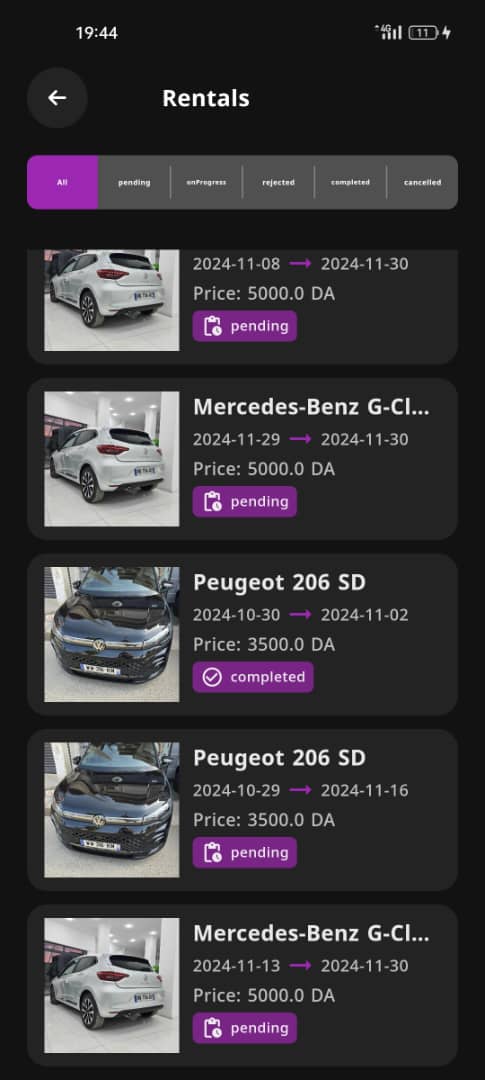 19:44
4G
11
Rentals
All
pending
onProgress
rejected
completed
cancelled
2024-11-08 → 2024-11-30
Price: 5000.0 DA
pending
Mercedes-Benz G-Cl...
2024-11-29 → 2024-11-30
Price: 5000.0 DA
pending
Peugeot 206 SD
2024-10-30 → 2024-11-02
Price: 3500.0 DA
completed
Peugeot 206 SD
2024-10-29 → 2024-11-16
Price: 3500.0 DA
pending
Mercedes-Benz G-Cl...
2024-11-13 → 2024-11-30
Price: 5000.0 DA
pending